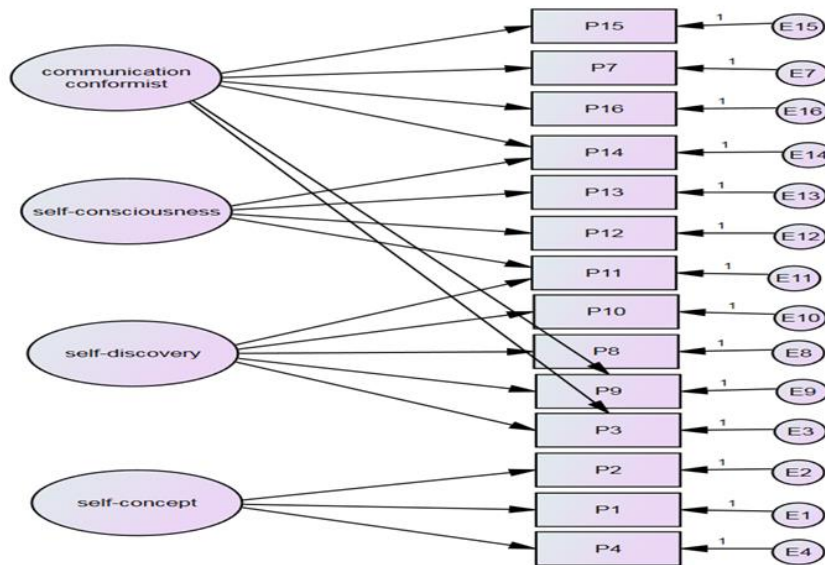 communication
conformist
self-consciousness
self-discovery
self-concept
P15
1
E15
P7
1
E7
P16
1
E16
P14
1
E14
P13
1
E13
P12
1
E12
P11
1
E11
P10
1
E10
P8
1
E8
P9
1
E9
P3
1
E3
P2
1
E2
P1
1
E1
P4
1
E4